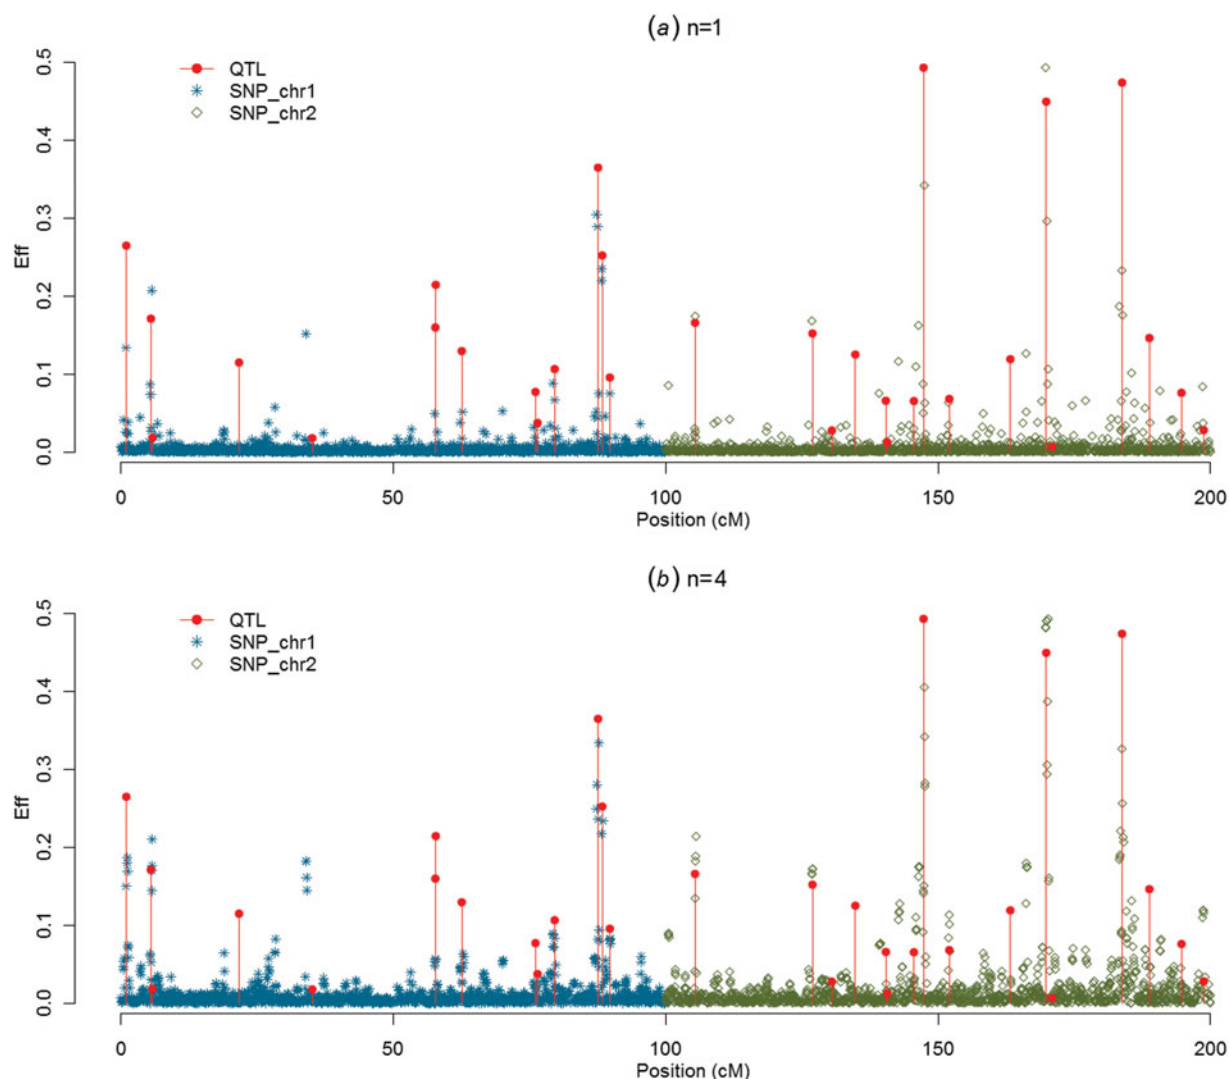 (a) n=1
QTL
SNP_chr1
SNP_chr2
Eff
0.5
0.4
0.3
0.2
0.1
0.0
0 50 100 150 200
Position (cM)
(b) n=4
QTL
SNP_chr1
SNP_chr2
Eff
0.5
0.4
0.3
0.2
0.1
0.0
0 50 100 150 200
Position (cM)